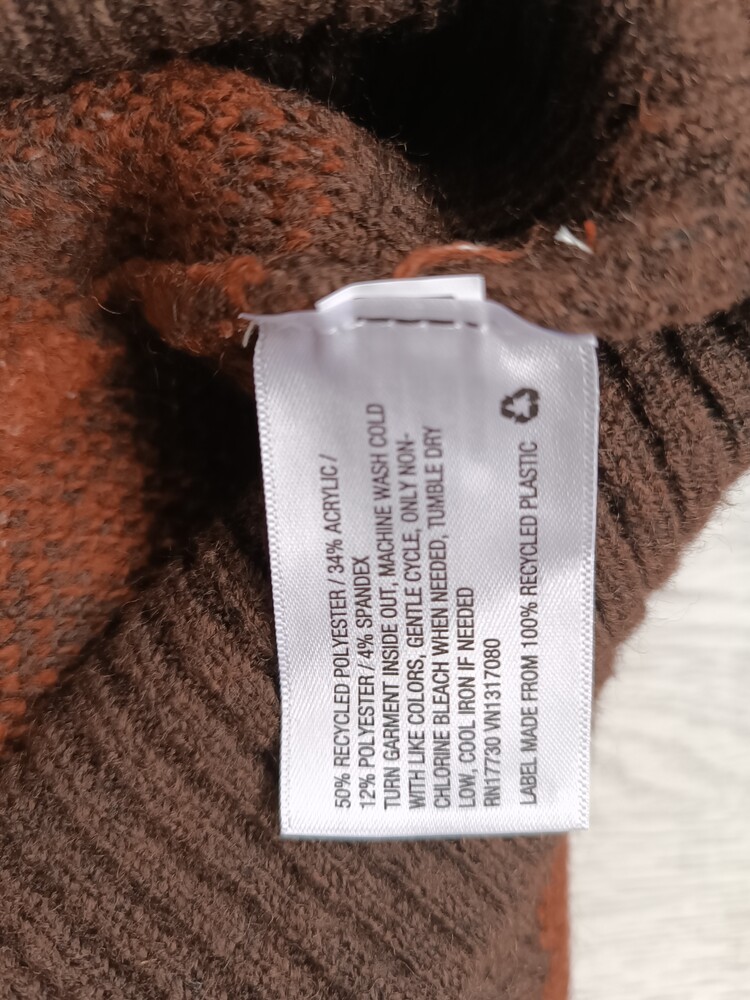 50% RECYCLED POLYESTER / 34% ACRYLIC /
12% POLYESTER / 4% SPANDEX
TURN GARMENT INSIDE OUT, MACHINE WASH COLD
WITH LIKE COLORS, GENTLE CYCLE, ONLY NON-
CHLORINE BLEACH WHEN NEEDED, TUMBLE DRY
LOW, COOL IRON IF NEEDED
RN17730 VN1317080
LABEL MADE FROM 100% RECYCLED PLASTIC